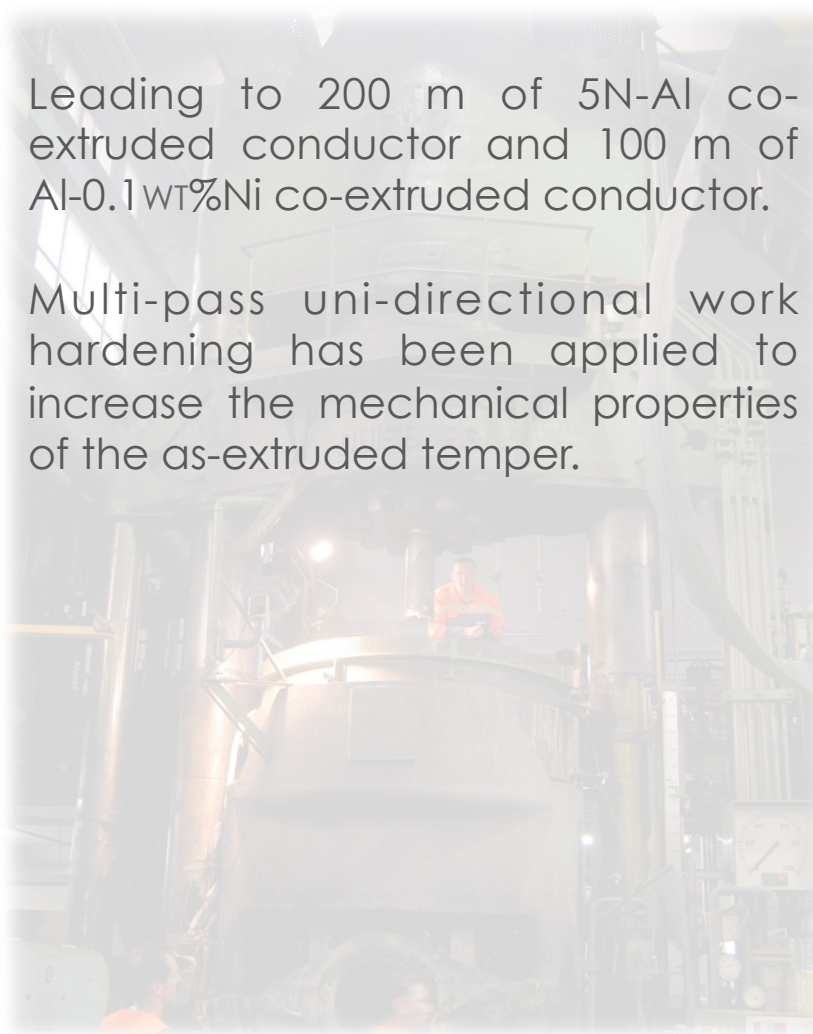 Leading to 200 m of 5N-Al co-
extruded conductor and 100 m of
Al-0.1WT%Ni co-extruded conductor.
Multi-pass uni-directional work
hardening has been applied to
increase the mechanical properties
of the as-extruded temper.